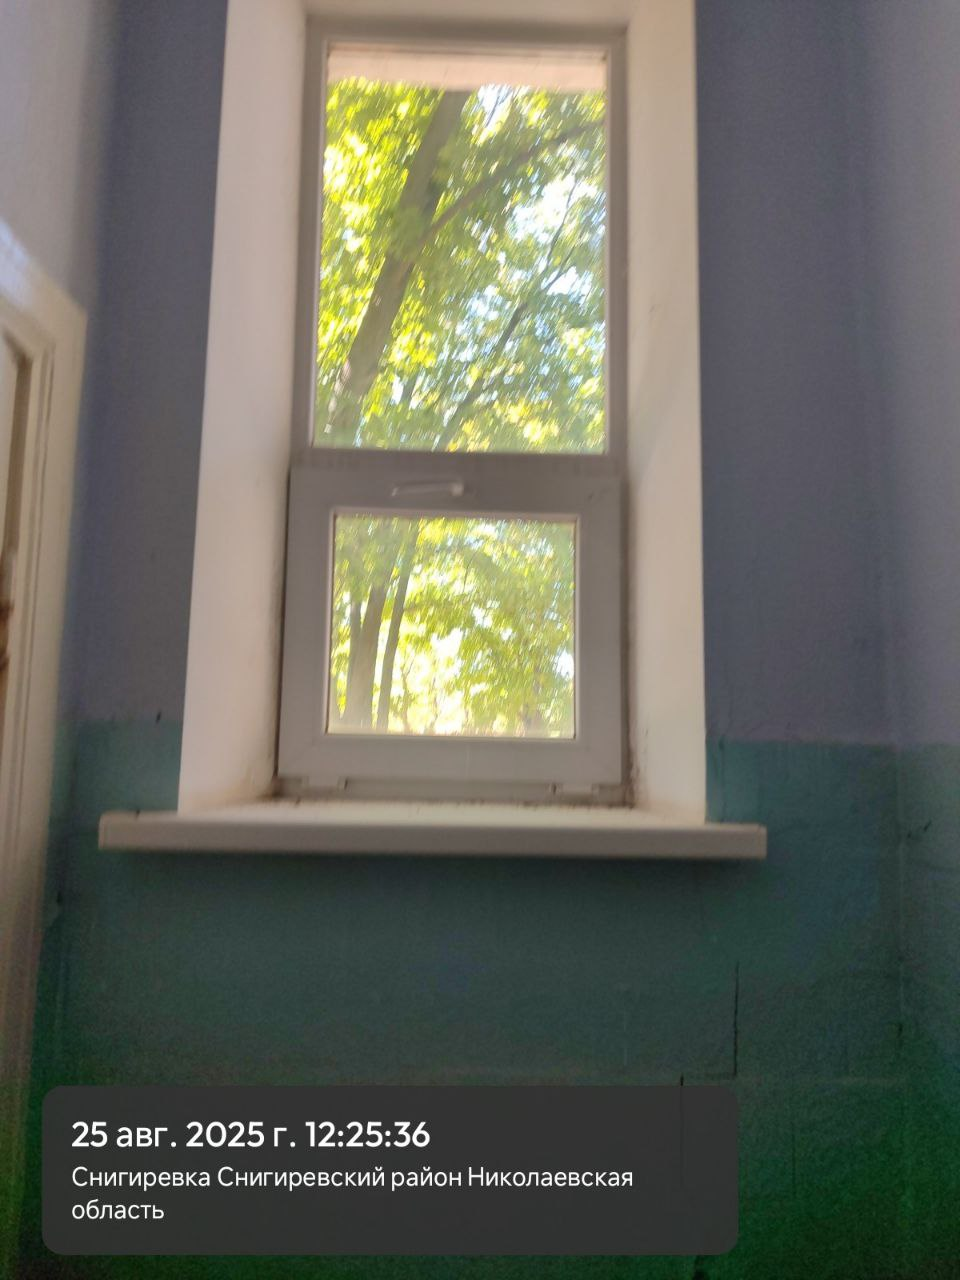 25 авг. 2025 г. 12:25:36
Снигиревка Снигиревский район Николаевская
область